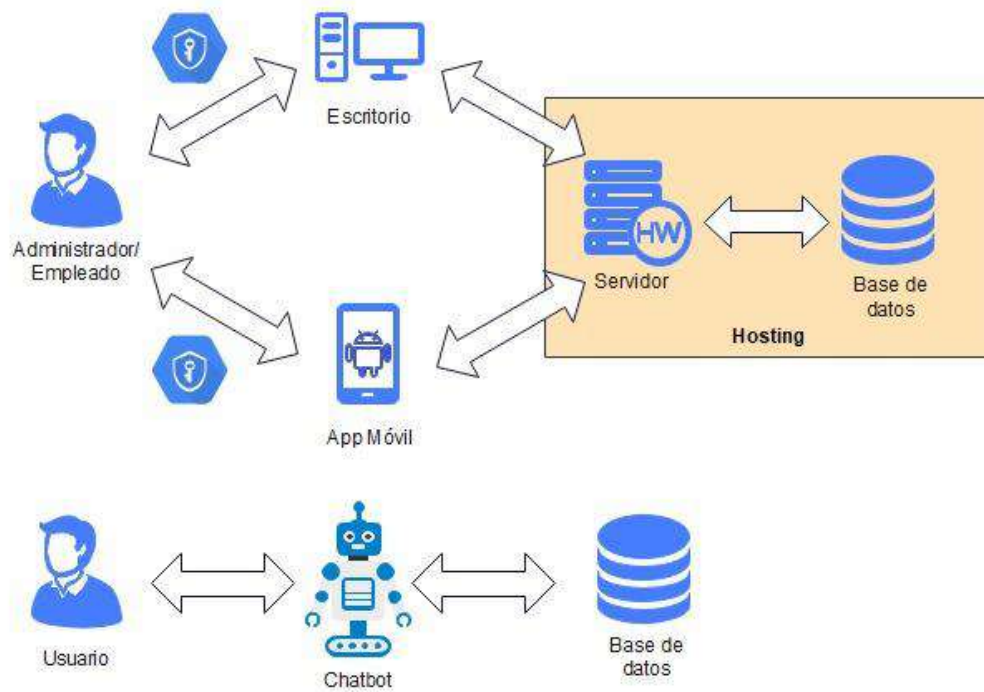 Escritorio
Administrador/
Empleado
HW
Servidor
Base de
datos
Hosting
App Móvil
Usuario
Chatbot
Base de
datos